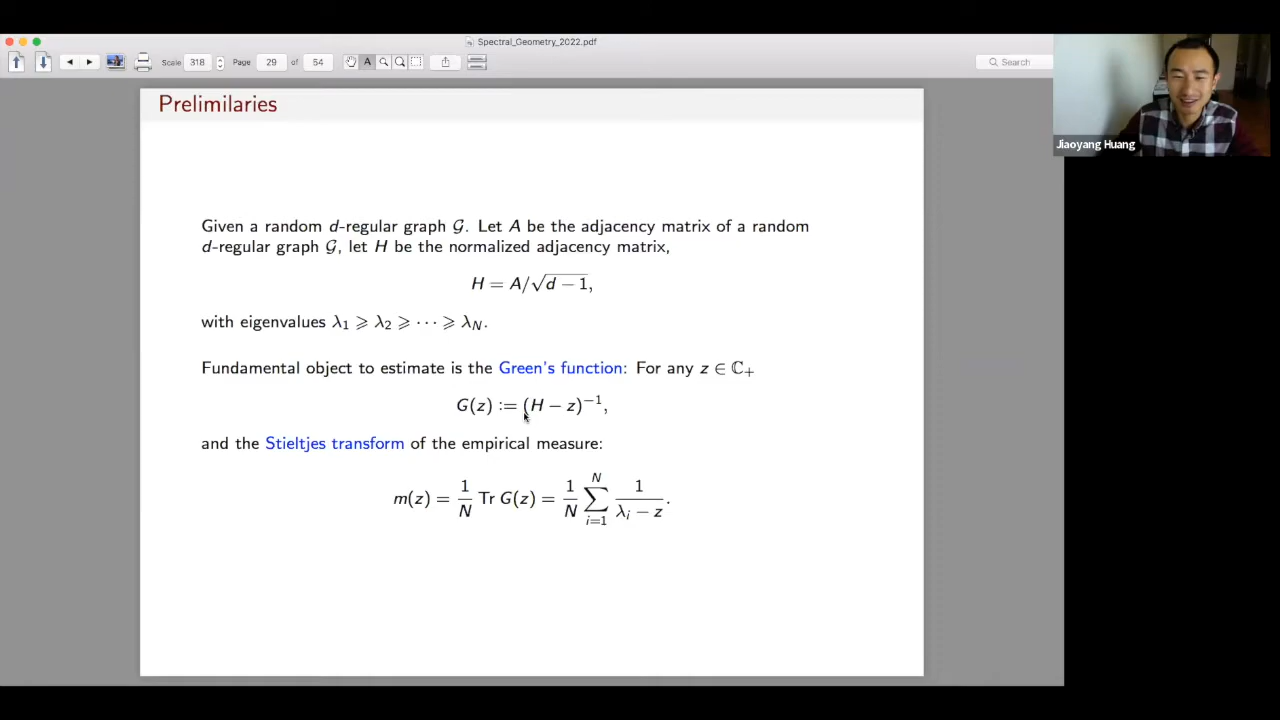 Spectral_Geometry_2022.pdf
Scale 318 Page 29 of 54 A Search
Prelimilaries
Jiaoyang Huang
Given a random d-regular graph 𝒢. Let A be the adjacency matrix of a random
d-regular graph 𝒢, let H be the normalized adjacency matrix,
H = A/√(d − 1),
with eigenvalues λ₁ ⩾ λ₂ ⩾ ··· ⩾ λ_N.
Fundamental object to estimate is the Green's function: For any z ∈ ℂ₊
G(z) := (H − z)⁻¹,
and the Stieltjes transform of the empirical measure:
m(z) = 1/N Tr G(z) = 1/N ∑_{i=1}^{N} 1/(λᵢ − z).